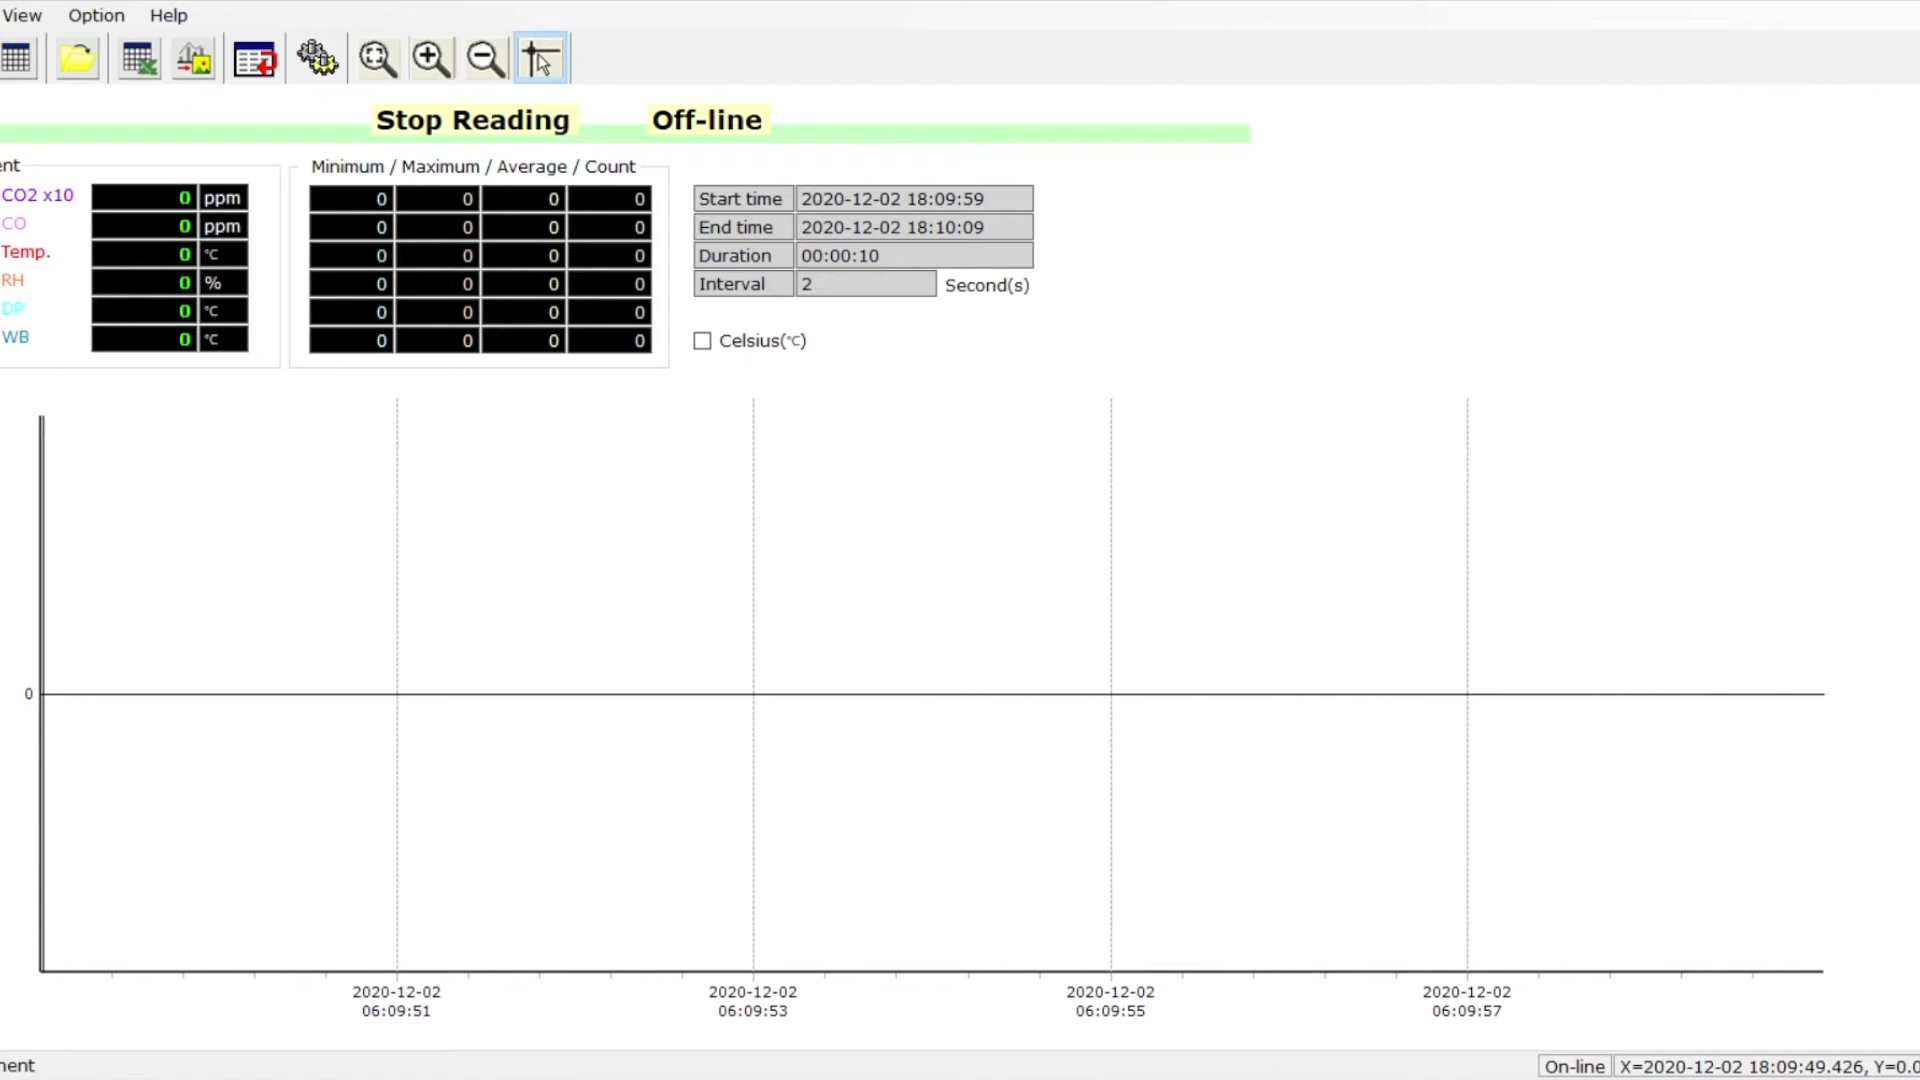 View Option Help
Stop Reading Off-line
ent
CO2 x10 0 ppm
CO 0 ppm
Temp. 0 °C
RH 0 %
DP 0 °C
WB 0 °C
Minimum / Maximum / Average / Count
0 0 0 0
0 0 0 0
0 0 0 0
0 0 0 0
0 0 0 0
0 0 0 0
Start time 2020-12-02 18:09:59
End time 2020-12-02 18:10:09
Duration 00:00:10
Interval 2 Second(s)
Celsius(°C)
0
2020-12-02
06:09:51
2020-12-02
06:09:53
2020-12-02
06:09:55
2020-12-02
06:09:57
nent
On-line X=2020-12-02 18:09:49.426, Y=0.0